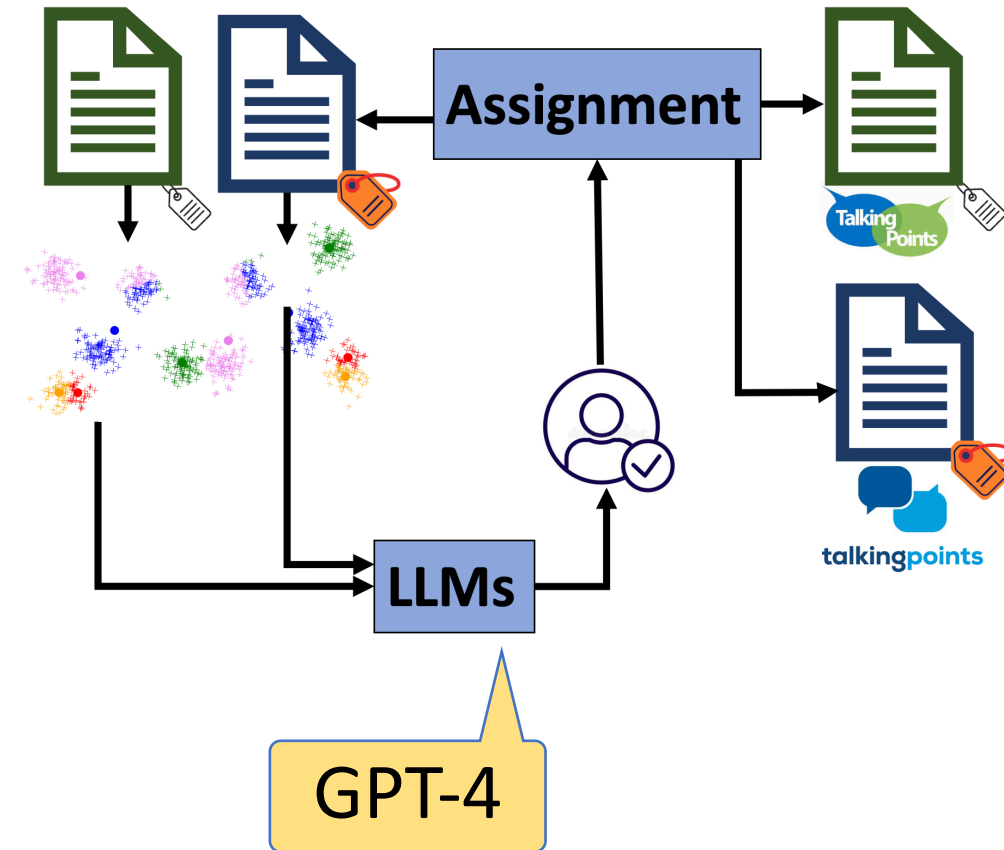 Assignment
Talking
Points
talkingpoints
LLMs
GPT-4